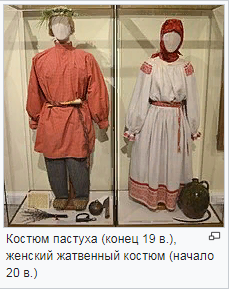 Костюм пастуха (конец 19 в.),
женский жатвенный костюм (начало
20 в.)